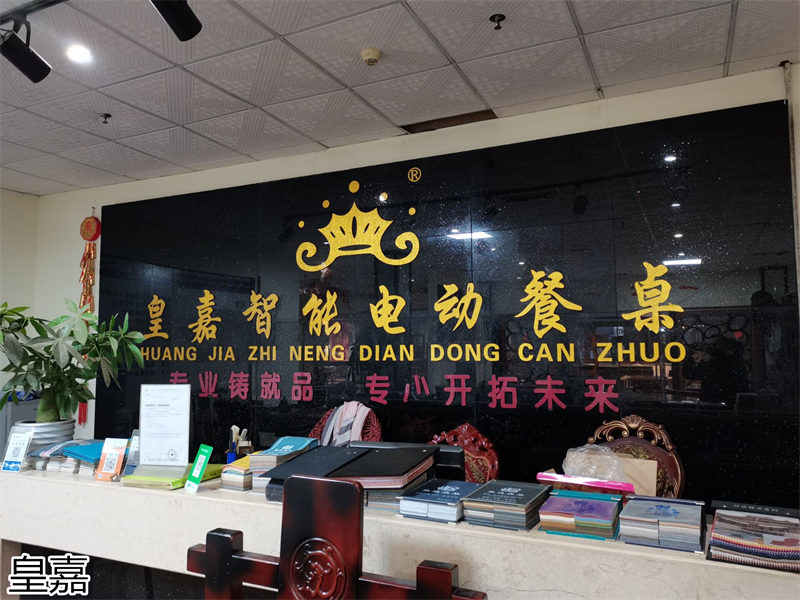 ®
皇嘉智能电动餐桌
HUANG JIA ZHI NENG DIAN DONG CAN ZHUO
专业铸就品 专心开拓未来
皇嘉